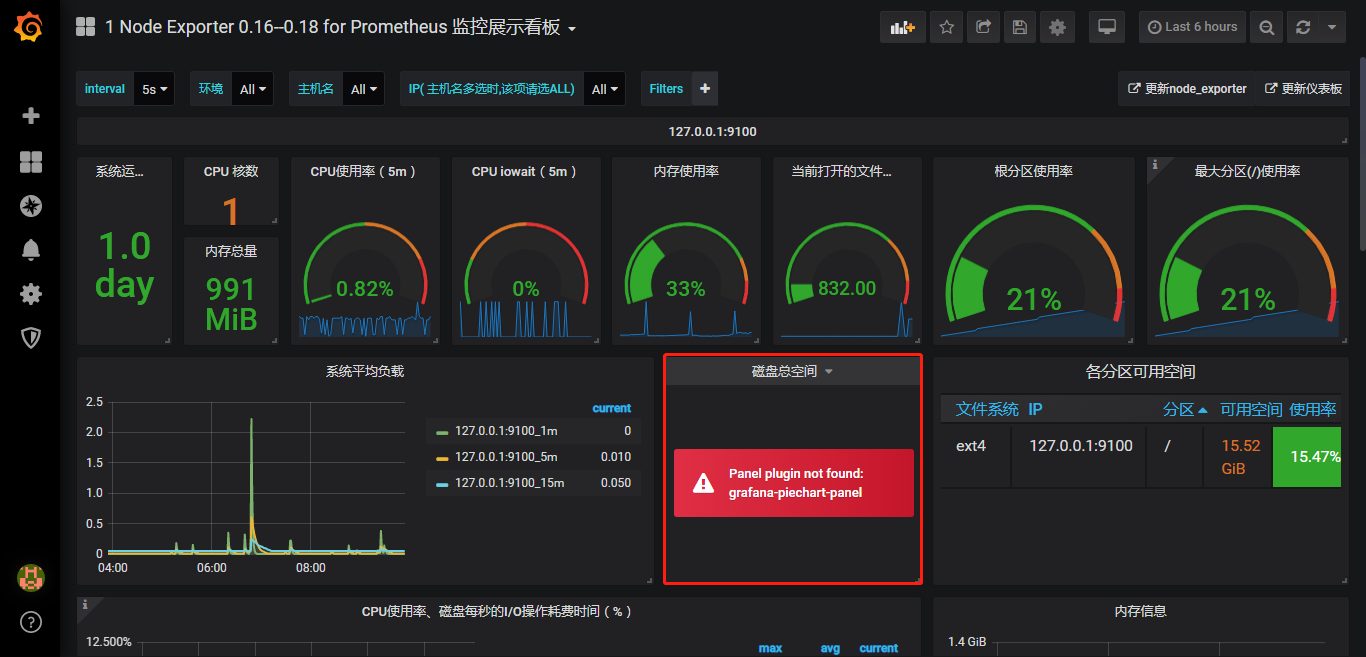 1 Node Exporter 0.16--0.18 for Prometheus 监控展示看板
Last 6 hours
interval 5s 环境 All 主机名 All IP( 主机名多选时,该项请选ALL) All Filters
更新node_exporter 更新仪表板
127.0.0.1:9100
系统运...
1.0
day
CPU 核数
1
内存总量
991
MiB
CPU使用率（5m）
0.82%
CPU iowait（5m）
0%
内存使用率
33%
当前打开的文件...
832.00
根分区使用率
21%
最大分区(/)使用率
21%
系统平均负载
2.5
2.0
1.5
1.0
0.5
0
04:00 06:00 08:00
current
127.0.0.1:9100_1m 0
127.0.0.1:9100_5m 0.010
127.0.0.1:9100_15m 0.050
磁盘总空间
Panel plugin not found:
grafana-piechart-panel
各分区可用空间
文件系统 IP 分区 可用空间 使用率
ext4 127.0.0.1:9100 / 15.52 GiB 15.47%
CPU使用率、磁盘每秒的I/O操作耗费时间（%）
12.500%
max avg current
内存信息
1.4 GiB